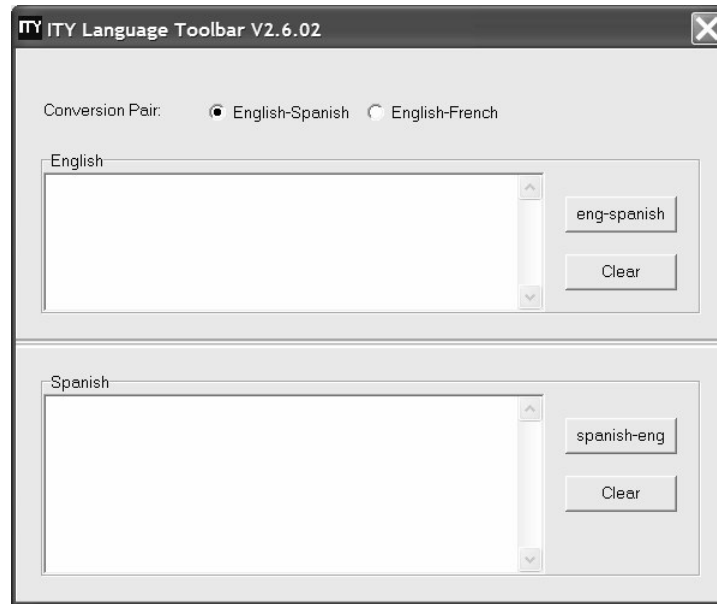 ITY ITY Language Toolbar V2.6.02
Conversion Pair: English-Spanish English-French
English
eng-spanish
Clear
Spanish
spanish-eng
Clear